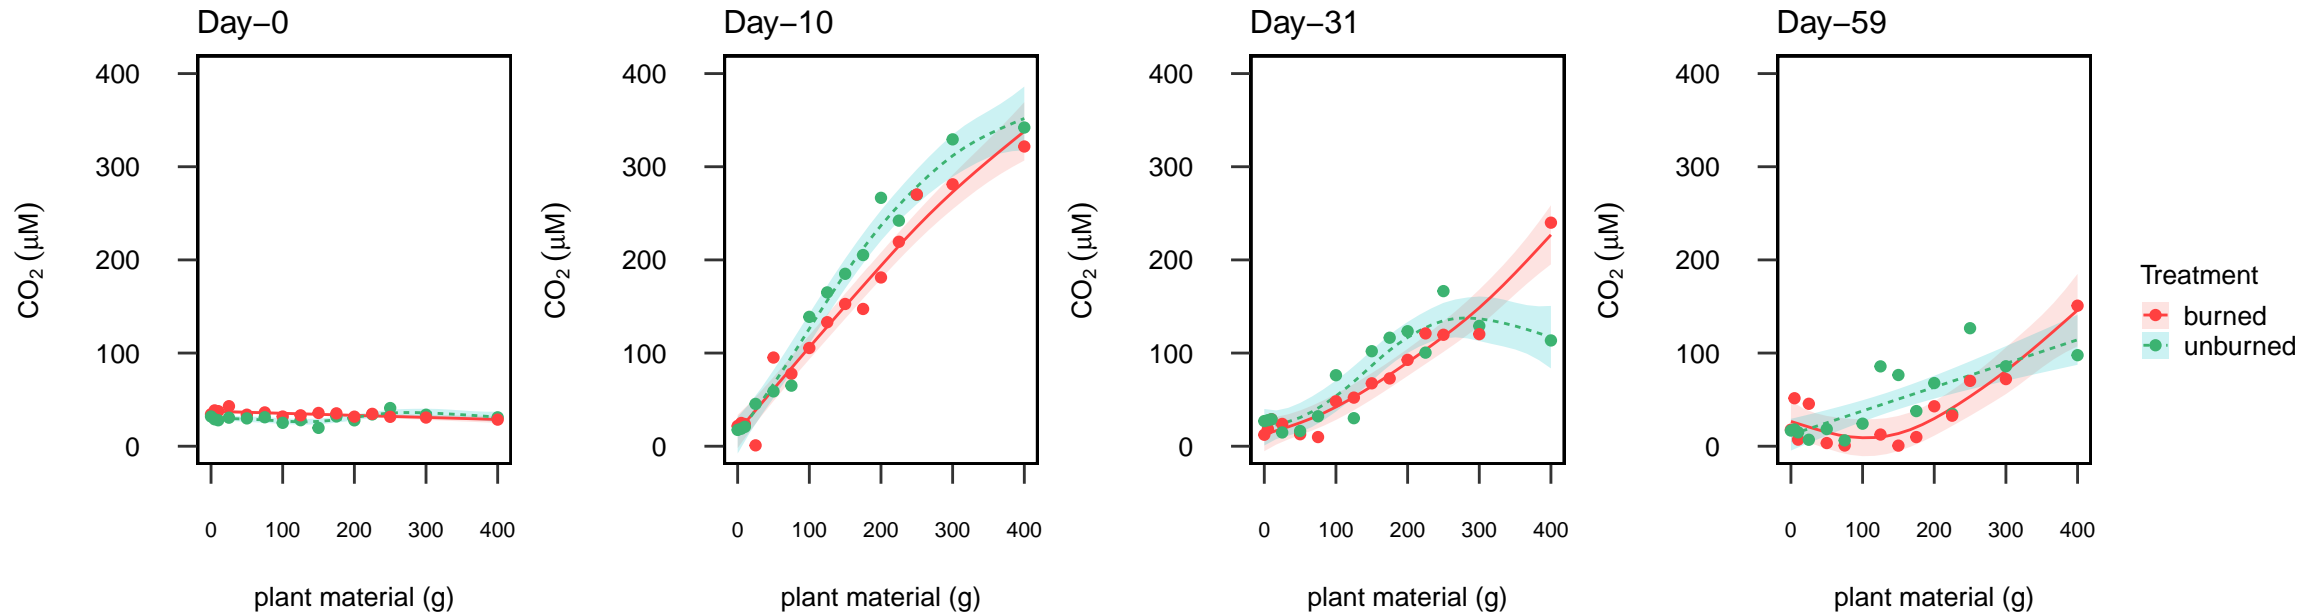 Day−0
400
300
200
100
0
CO2 (μM)
0 100 200 300 400
plant material (g)
Day−10
400
300
200
100
0
CO2 (μM)
0 100 200 300 400
plant material (g)
Day−31
400
300
200
100
0
CO2 (μM)
0 100 200 300 400
plant material (g)
Day−59
400
300
200
100
0
CO2 (μM)
0 100 200 300 400
plant material (g)
Treatment
burned
unburned